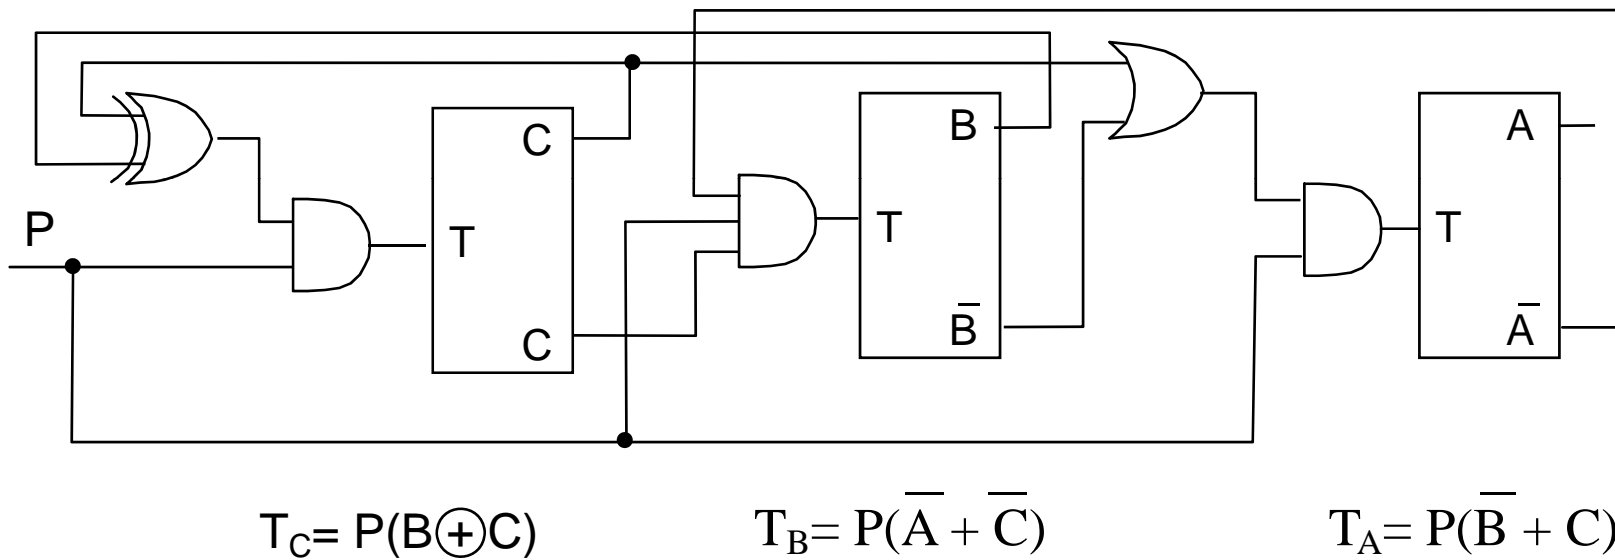 P
T
C
C
T
B
B̅
T
A
A̅
T_C= P(B⊕C)
T_B= P(A̅ + C̅)
T_A= P(B̅ + C)